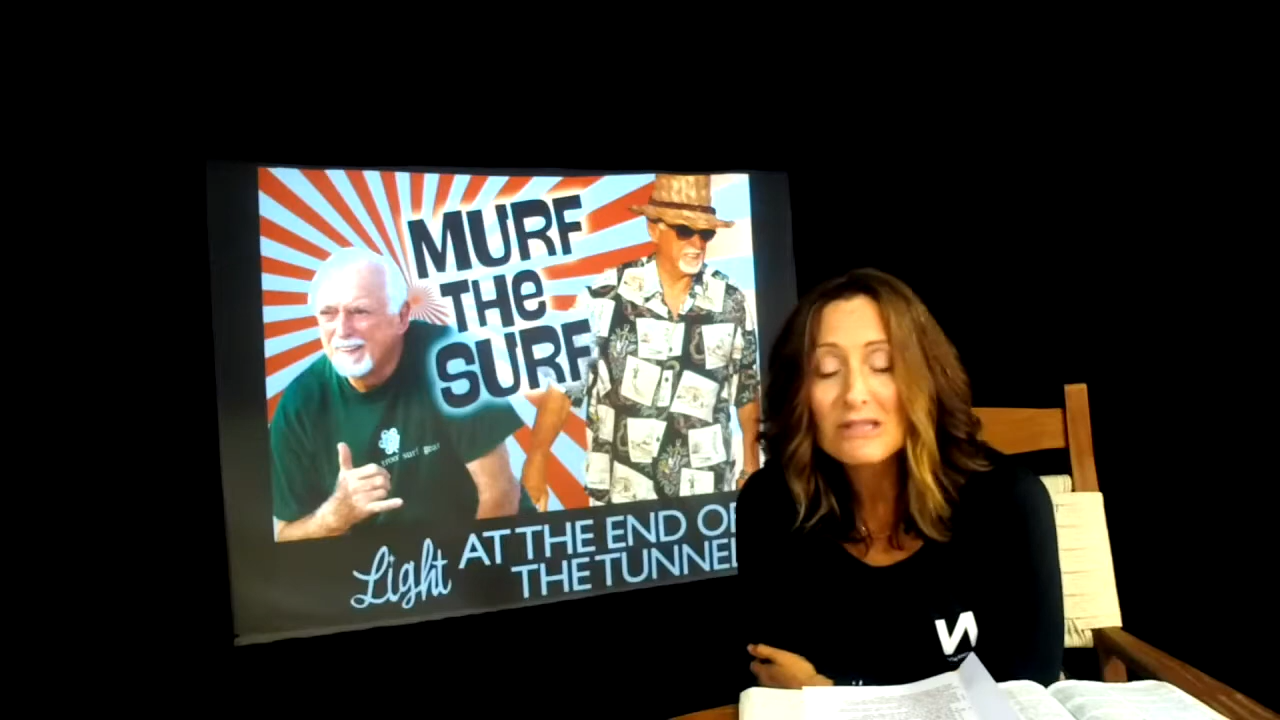 MURF
THe
SURF
Light AT THE END OF
THE TUNNEL